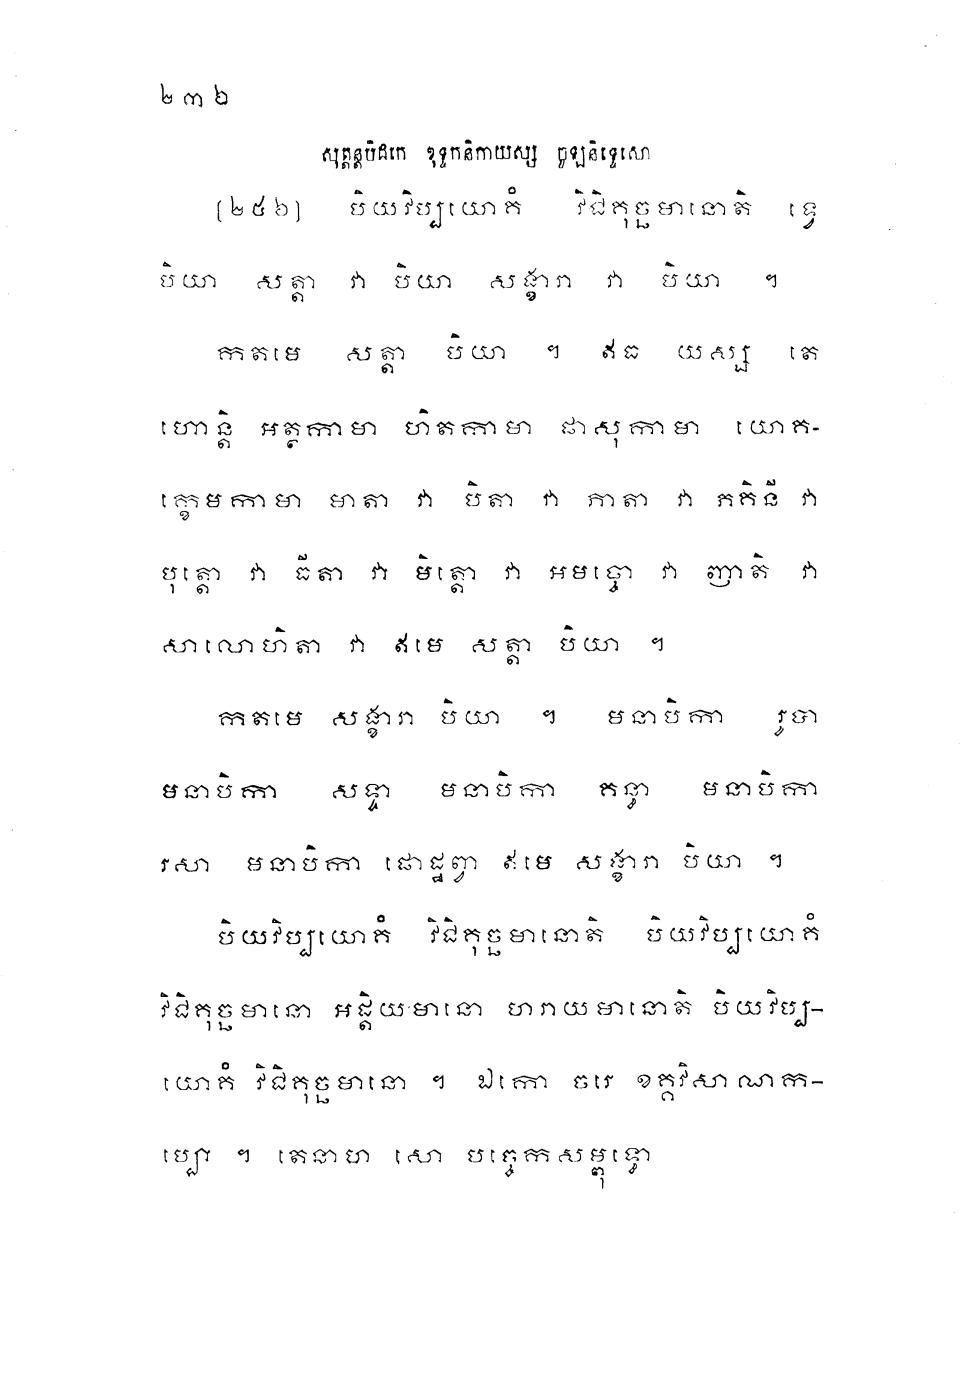 ២៣៦
សុត្តន្តបិដកេ ខុទ្ទកនិកាយស្ស ចូឡនិទ្ទេសោ
[២៥៦] បិយវិប្បយោគំ វិជិគុច្ឆមានោតិ ទ្វេ
បិយា សត្តា វា បិយា សង្ខារា វា បិយា ។
កតមេ សត្តា បិយា ។ ឥធ យស្ស តេ
ហោន្តិ អត្ថកាមា ហិតកាមា ផាសុកាមា យោគ-
ក្ខេមកាមា មាតា វា បិតា វា ភាតា វា ភគិនី វា
បុត្តោ វា ធីតា វា មិត្តោ វា អមច្ចោ វា ញាតិ វា
សាលោហិតា វា ឥមេ សត្តា បិយា ។
កតមេ សង្ខារា បិយា ។ មនាបិកា រូបា
មនាបិកា សទ្ទា មនាបិកា គន្ធា មនាបិកា
រសា មនាបិកា ផោដ្ឋព្វា ឥមេ សង្ខារា បិយា ។
បិយវិប្បយោគំ វិជិគុច្ឆមានោតិ បិយវិប្បយោគំ
វិជិគុច្ឆមានោ អដ្តិយមានោ ហរាយមានោតិ បិយវិប្ប-
យោគំ វិជិគុច្ឆមានោ ។ ឯកោ ចរេ ខគ្គវិសាណក-
ប្បោ ។ តេនាហ សោ បច្ចេកសម្ពុទ្ធោ